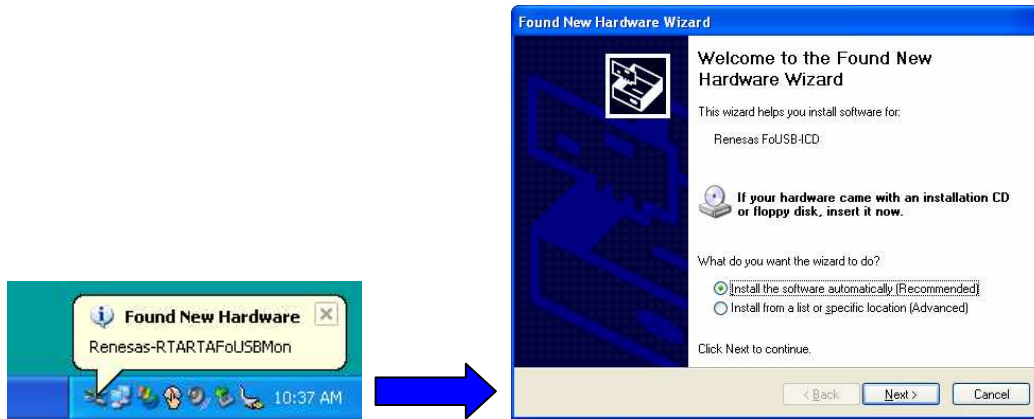 Found New Hardware
Renesas-RTARTAFoUSBMon
10:37 AM
Found New Hardware Wizard
Welcome to the Found New
Hardware Wizard
This wizard helps you install software for:
Renesas FoUSB-ICD
If your hardware came with an installation CD
or floppy disk, insert it now.
What do you want the wizard to do?
Install the software automatically (Recommended)
Install from a list or specific location (Advanced)
Click Next to continue.
< Back Next > Cancel